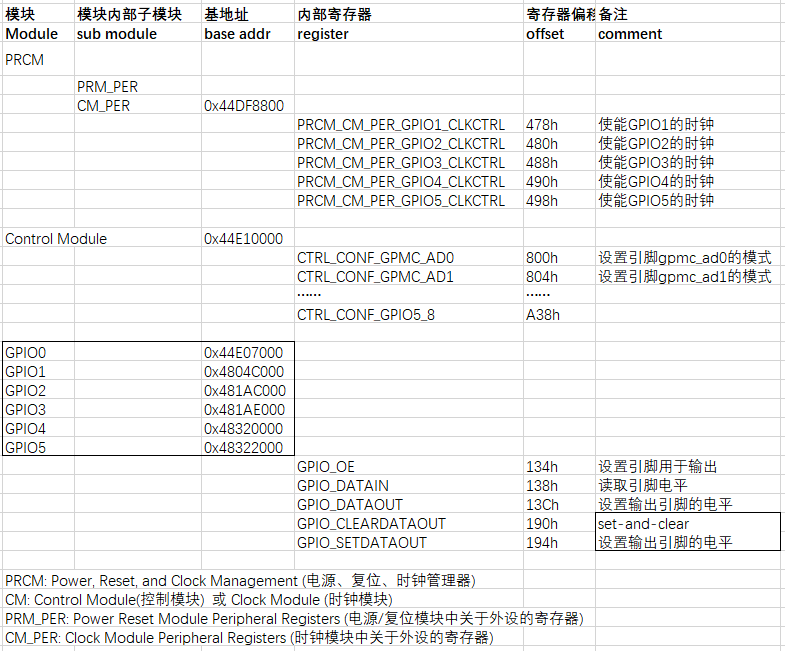 模块 模块内部子模块 基地址 内部寄存器 寄存器偏移 备注
Module sub module base addr register offset comment
PRCM
PRM_PER
CM_PER 0x44DF8800
PRCM_CM_PER_GPIO1_CLKCTRL 478h 使能GPIO1的时钟
PRCM_CM_PER_GPIO2_CLKCTRL 480h 使能GPIO2的时钟
PRCM_CM_PER_GPIO3_CLKCTRL 488h 使能GPIO3的时钟
PRCM_CM_PER_GPIO4_CLKCTRL 490h 使能GPIO4的时钟
PRCM_CM_PER_GPIO5_CLKCTRL 498h 使能GPIO5的时钟
Control Module 0x44E10000
CTRL_CONF_GPMC_AD0 800h 设置引脚gpmc_ad0的模式
CTRL_CONF_GPMC_AD1 804h 设置引脚gpmc_ad1的模式
…… ……
CTRL_CONF_GPIO5_8 A38h
GPIO0 0x44E07000
GPIO1 0x4804C000
GPIO2 0x481AC000
GPIO3 0x481AE000
GPIO4 0x48320000
GPIO5 0x48322000
GPIO_OE 134h 设置引脚用于输出
GPIO_DATAIN 138h 读取引脚电平
GPIO_DATAOUT 13Ch 设置输出引脚的电平
GPIO_CLEARDATAOUT 190h set-and-clear
GPIO_SETDATAOUT 194h 设置输出引脚的电平
PRCM: Power, Reset, and Clock Management (电源、复位、时钟管理器)
CM: Control Module(控制模块) 或 Clock Module (时钟模块)
PRM_PER: Power Reset Module Peripheral Registers (电源/复位模块中关于外设的寄存器)
CM_PER: Clock Module Peripheral Registers (时钟模块中关于外设的寄存器)